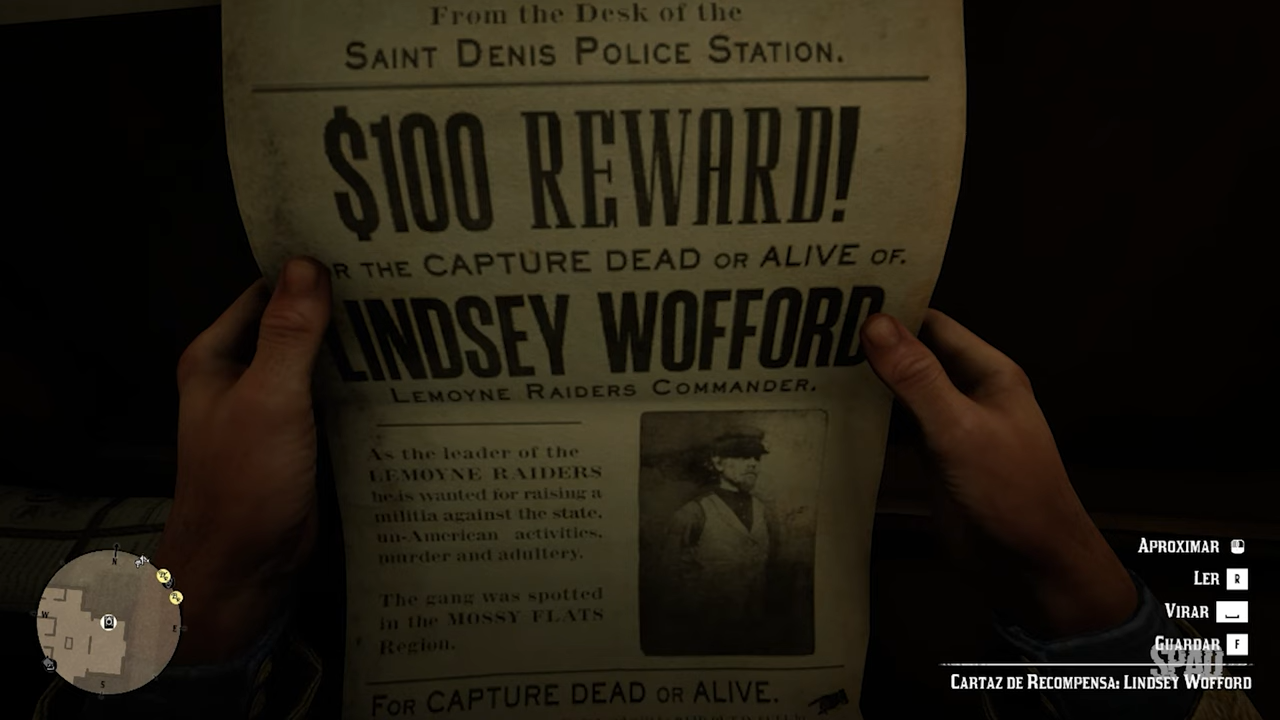 From the Desk of the
SAINT DENIS POLICE STATION.
$100 REWARD!
R THE CAPTURE DEAD OR ALIVE OF.
LINDSEY WOFFORD
LEMOYNE RAIDERS COMMANDER.
As the leader of the
LEMOYNE RAIDERS
he is wanted for raising a
militia against the state,
un-American activities,
murder and adultery.
The gang was spotted
in the MOSSY FLATS
Region.
FOR CAPTURE DEAD OR ALIVE.
N
W
E
S
APROXIMAR
LER R
VIRAR
GUARDAR F
SPAO
CARTAZ DE RECOMPENSA: LINDSEY WOFFORD